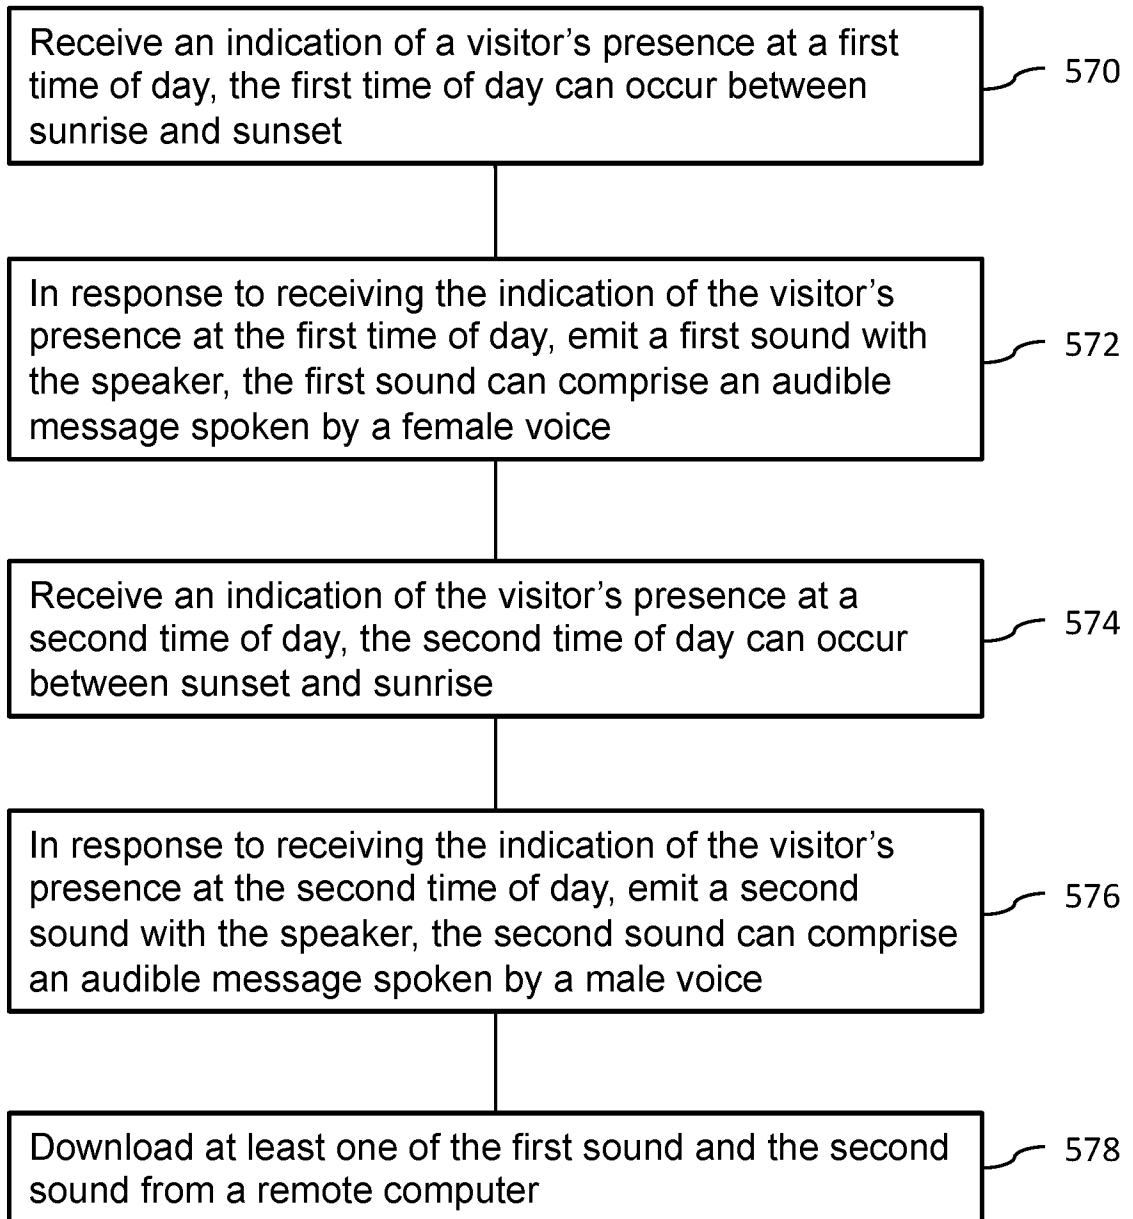 Receive an indication of a visitor’s presence at a first
time of day, the first time of day can occur between
sunrise and sunset
570
In response to receiving the indication of the visitor’s
presence at the first time of day, emit a first sound with
the speaker, the first sound can comprise an audible
message spoken by a female voice
572
Receive an indication of the visitor’s presence at a
second time of day, the second time of day can occur
between sunset and sunrise
574
In response to receiving the indication of the visitor’s
presence at the second time of day, emit a second
sound with the speaker, the second sound can comprise
an audible message spoken by a male voice
576
Download at least one of the first sound and the second
sound from a remote computer
578